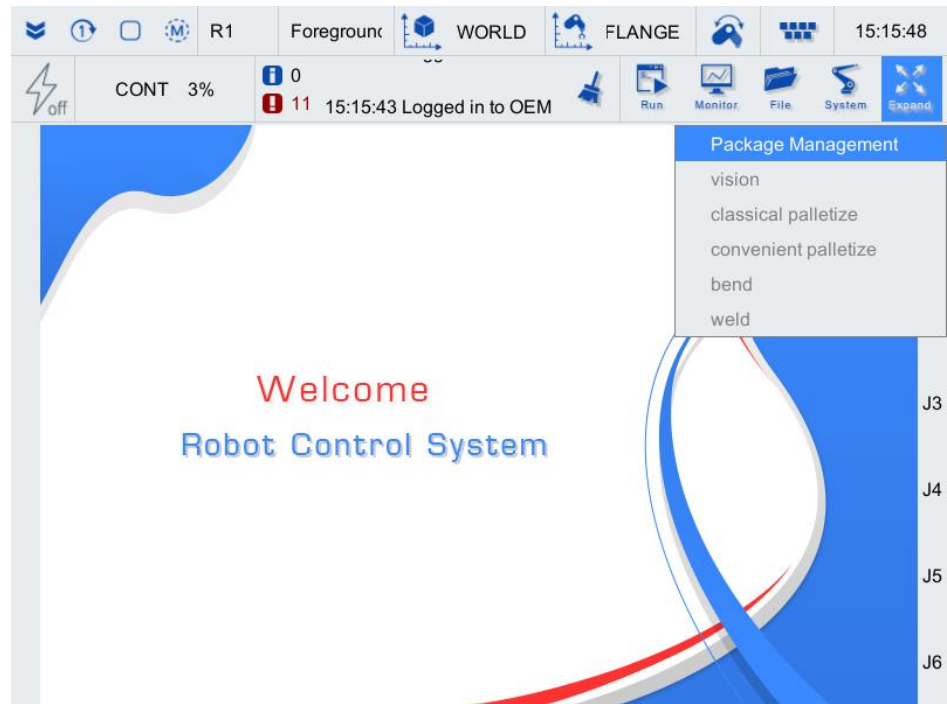 R1 Foregroun WORLD FLANGE 15:15:48
off CONT 3% 0
11 15:15:43 Logged in to OEM
Run Monitor File System Expand
Package Management
vision
classical palletize
convenient palletize
bend
weld
Welcome
Robot Control System
J3
J4
J5
J6